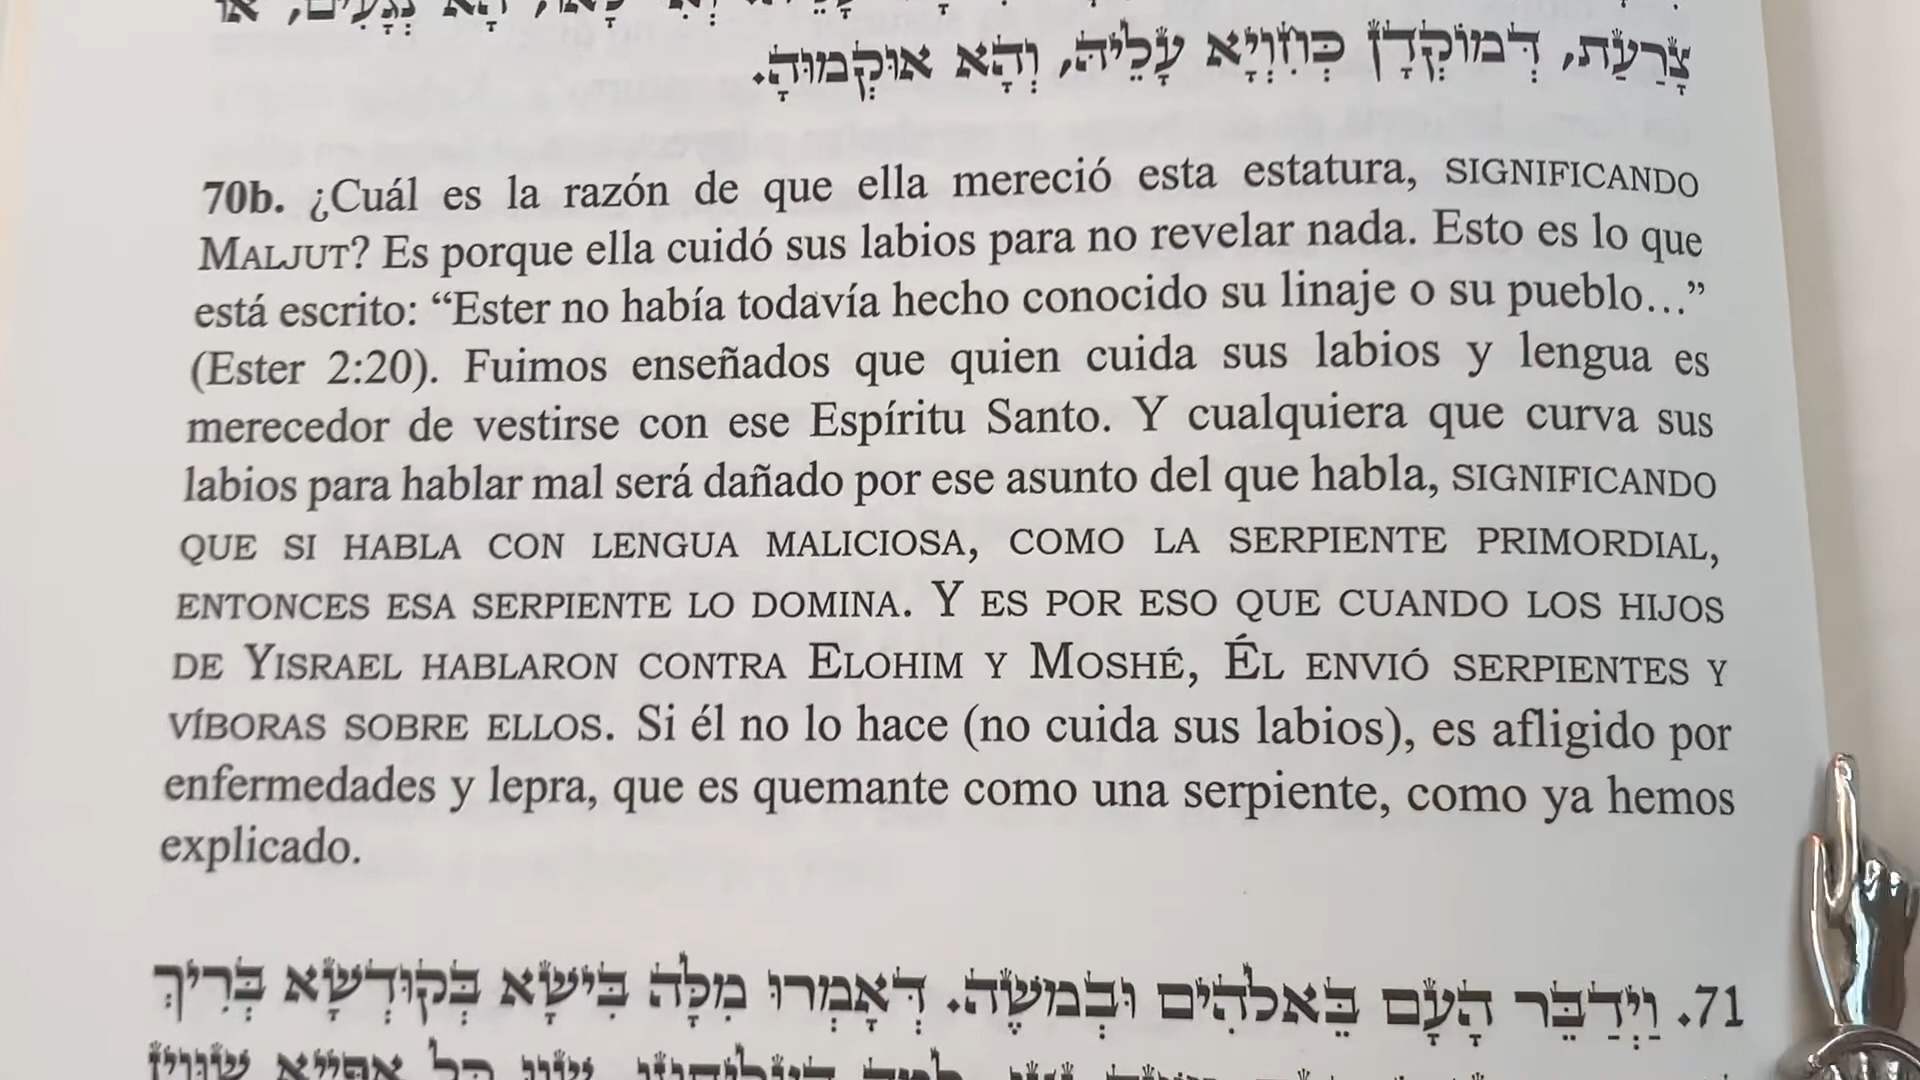 צָרַעַת, דְּמוֹקְדָן כְּחִוְיָא עָלֵיהּ, וְהָא אוּקְמוּהָ.
70b. ¿Cuál es la razón de que ella mereció esta estatura, SIGNIFICANDO
MALJUT? Es porque ella cuidó sus labios para no revelar nada. Esto es lo que
está escrito: “Ester no había todavía hecho conocido su linaje o su pueblo…”
(Ester 2:20). Fuimos enseñados que quien cuida sus labios y lengua es
merecedor de vestirse con ese Espíritu Santo. Y cualquiera que curva sus
labios para hablar mal será dañado por ese asunto del que habla, SIGNIFICANDO
QUE SI HABLA CON LENGUA MALICIOSA, COMO LA SERPIENTE PRIMORDIAL,
ENTONCES ESA SERPIENTE LO DOMINA. Y ES POR ESO QUE CUANDO LOS HIJOS
DE YISRAEL HABLARON CONTRA ELOHIM Y MOSHÉ, ÉL ENVIÓ SERPIENTES Y
VÍBORAS SOBRE ELLOS. Si él no lo hace (no cuida sus labios), es afligido por
enfermedades y lepra, que es quemante como una serpiente, como ya hemos
explicado.
71. וַיְדַבֵּר הָעָם בֵּאלֹהִים וּבְמֹשֶׁה. דְּאָמְרוּ מִלָּה בִּישָׁא בְּקוּדְשָׁא בְּרִיךְ